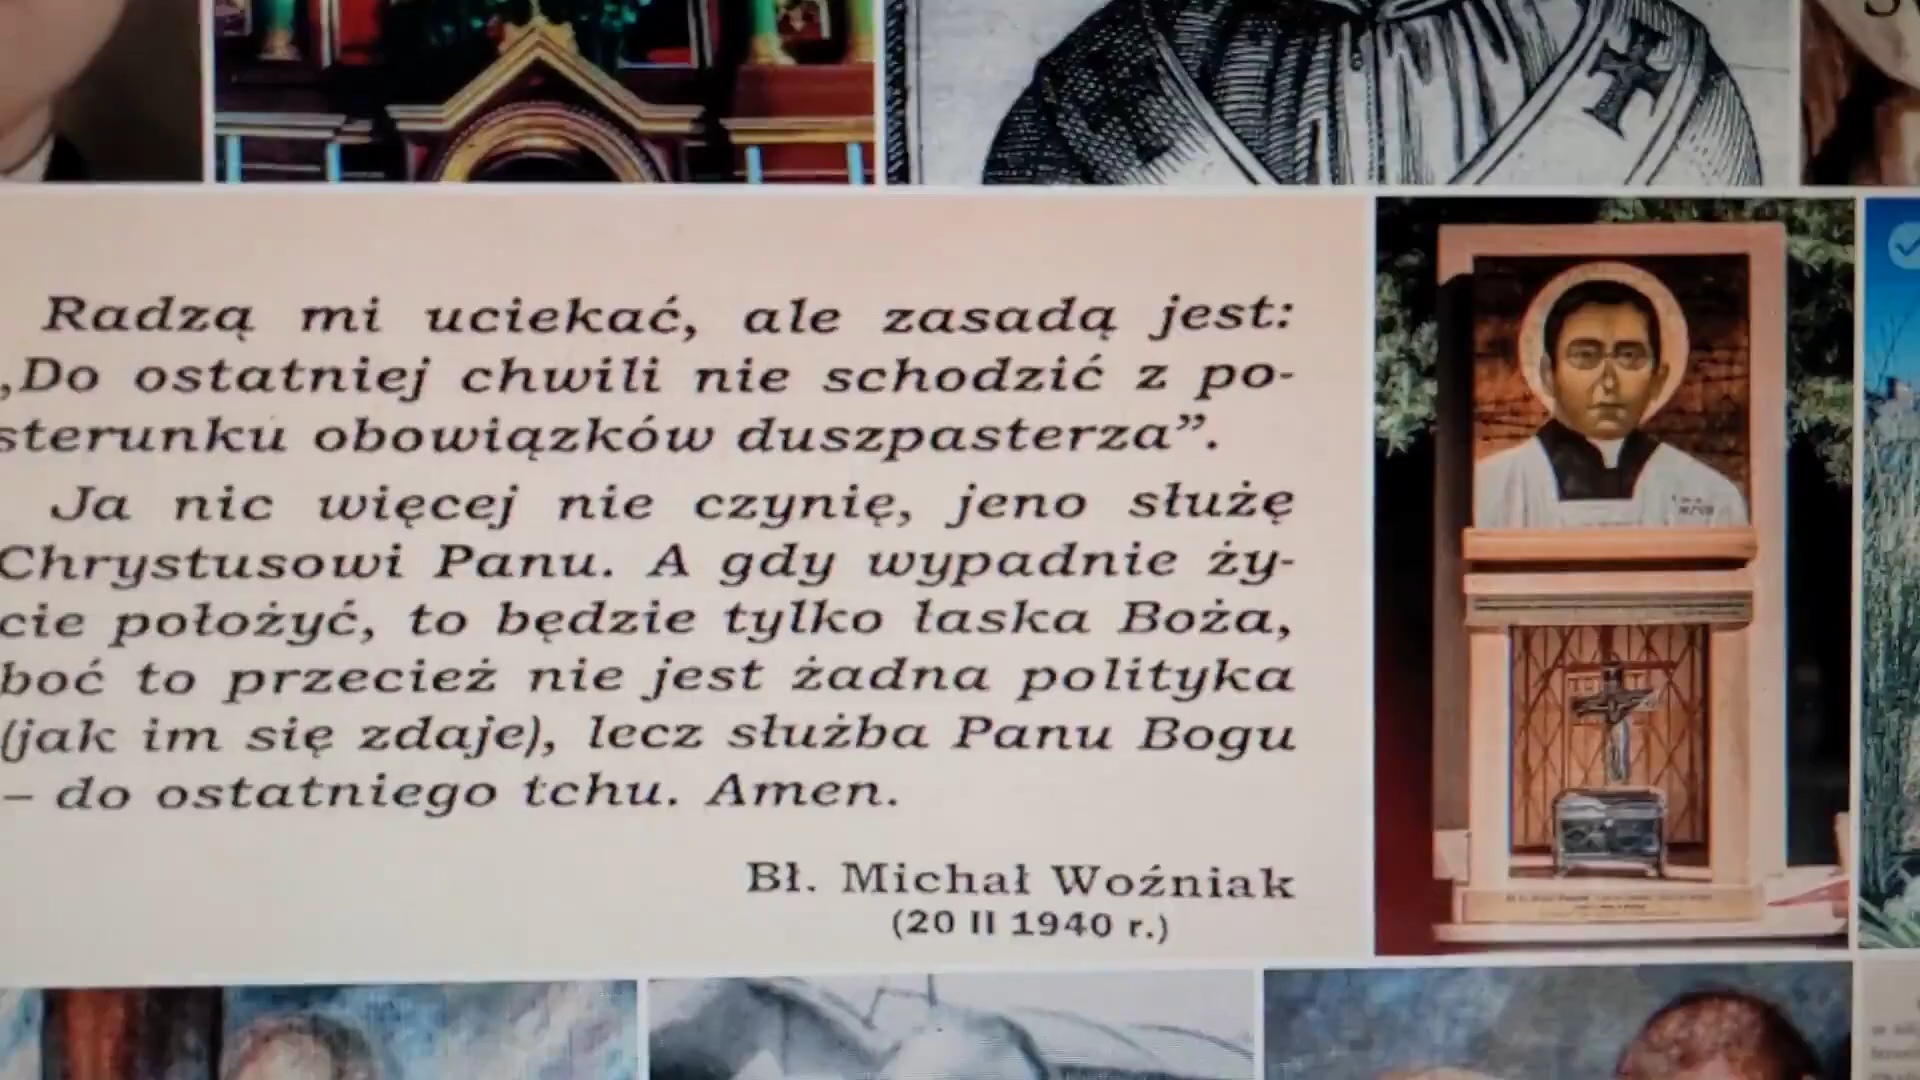 Radzą mi uciekać, ale zasadą jest:
„Do ostatniej chwili nie schodzić z po-
sterunku obowiązków duszpasterza”.
Ja nic więcej nie czynię, jeno służę
Chrystusowi Panu. A gdy wypadnie ży-
cie położyć, to będzie tylko łaska Boża,
boć to przecież nie jest żadna polityka
(jak im się zdaje), lecz służba Panu Bogu
– do ostatniego tchu. Amen.
Bł. Michał Woźniak
(20 II 1940 r.)